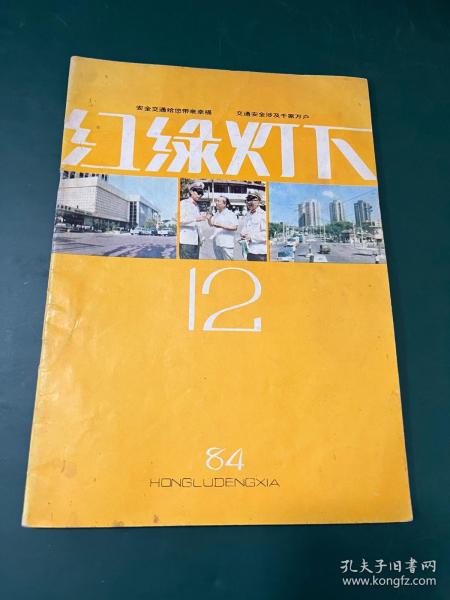 安全交通给您带来幸福 交通安全涉及千家万户
红绿灯下
12
84
HONGLUDENGXIA
孔夫子旧书网
www.kongfz.com